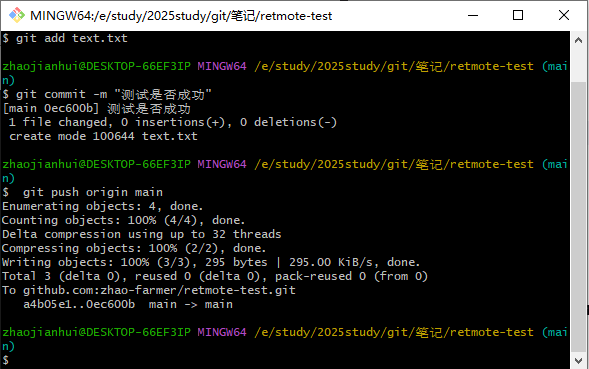 MINGW64:/e/study/2025study/git/笔记/retmote-test
$ git add text.txt
zhaojianhui@DESKTOP-66EF3IP MINGW64 /e/study/2025study/git/笔记/retmote-test (mai
n)
$ git commit -m "测试是否成功"
[main 0ec600b] 测试是否成功
 1 file changed, 0 insertions(+), 0 deletions(-)
 create mode 100644 text.txt
zhaojianhui@DESKTOP-66EF3IP MINGW64 /e/study/2025study/git/笔记/retmote-test (mai
n)
$  git push origin main
Enumerating objects: 4, done.
Counting objects: 100% (4/4), done.
Delta compression using up to 32 threads
Compressing objects: 100% (2/2), done.
Writing objects: 100% (3/3), 295 bytes | 295.00 KiB/s, done.
Total 3 (delta 0), reused 0 (delta 0), pack-reused 0 (from 0)
To github.com:zhao-farmer/retmote-test.git
   a4b05e1..0ec600b  main -> main
zhaojianhui@DESKTOP-66EF3IP MINGW64 /e/study/2025study/git/笔记/retmote-test (mai
n)
$